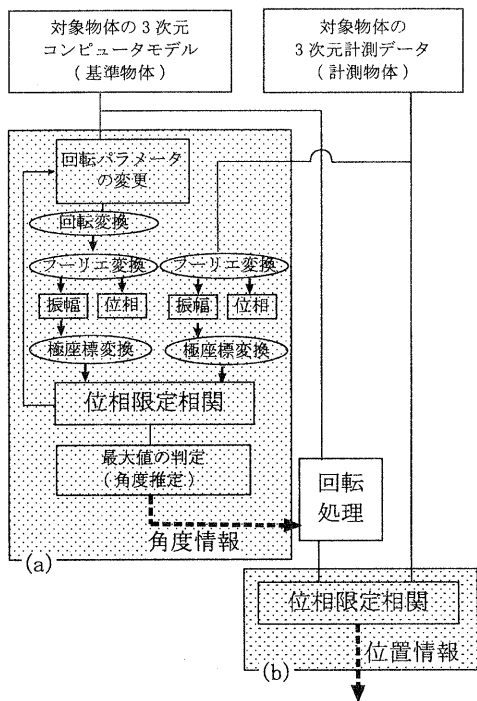 対象物体の３次元
コンピュータモデル
(基準物体)
対象物体の
３次元計測データ
(計測物体)
回転パラメータ
の変更
回転変換
フーリエ変換
フーリエ変換
振幅
位相
振幅
位相
極座標変換
極座標変換
位相限定相関
最大値の判定
(角度推定)
回転
処理
角度情報
(a)
位相限定相関
位置情報
(b)